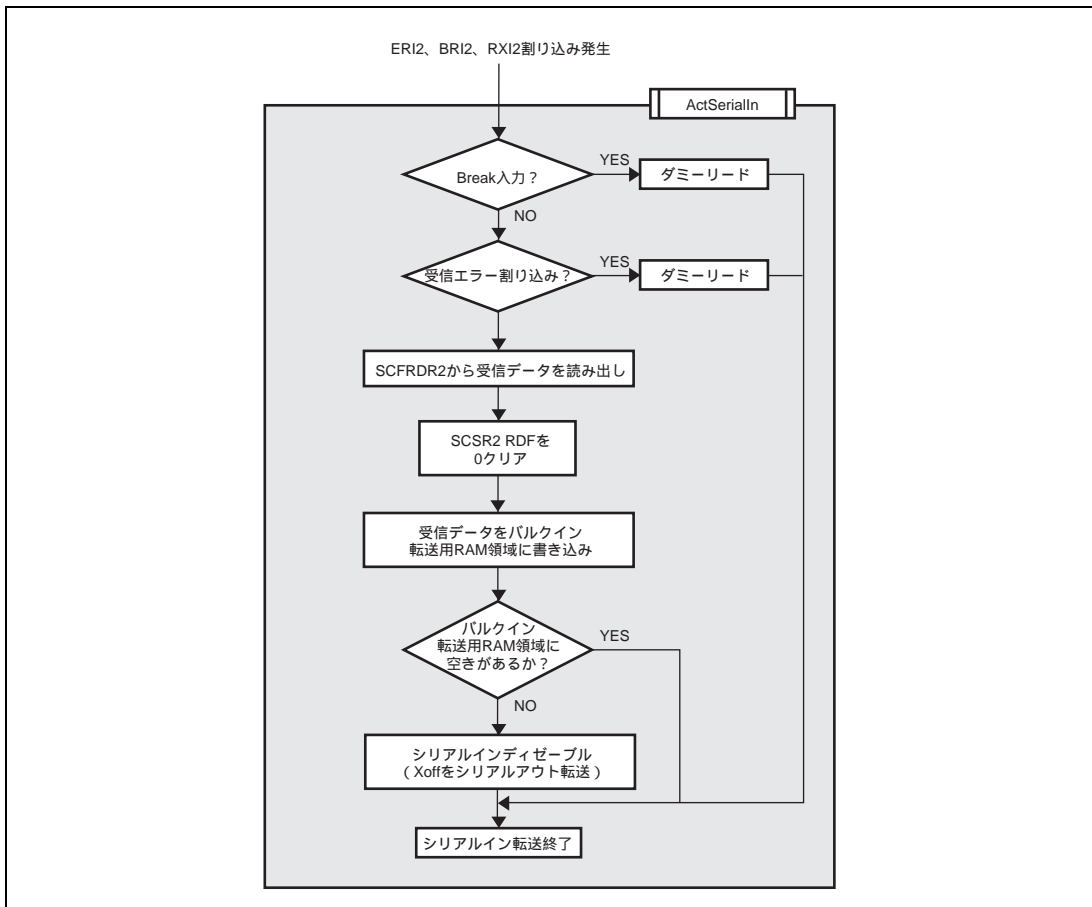 ERI2、BRI2、RXI2割り込み発生
ActSerialIn
Break入力？
YES
ダミーリード
NO
受信エラー割り込み？
YES
ダミーリード
SCFRDR2から受信データを読み出し
SCSR2 RDFを
0クリア
受信データをバルクイン
転送用RAM領域に書き込み
バルクイン
転送用RAM領域に
空きがあるか？
YES
NO
シリアルインディゼーブル
（Xoffをシリアルアウト転送）
シリアルイン転送終了